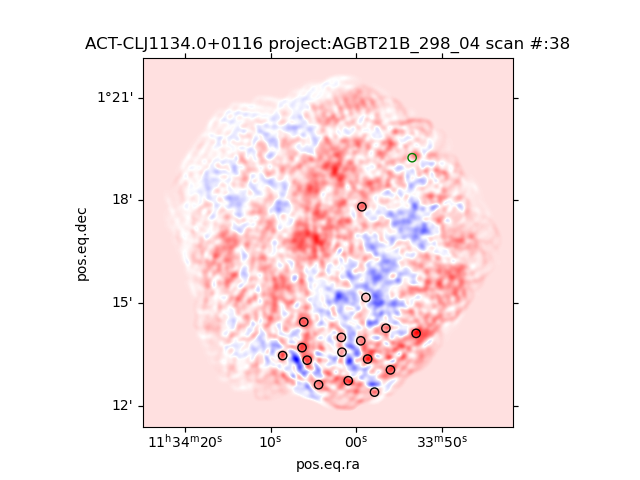 ACT-CLJ1134.0+0116 project:AGBT21B_298_04 scan #:38
1°21'
18'
15'
12'
pos.eq.dec
11ʰ34ᵐ20ˢ 10ˢ 00ˢ 33ᵐ50ˢ
pos.eq.ra